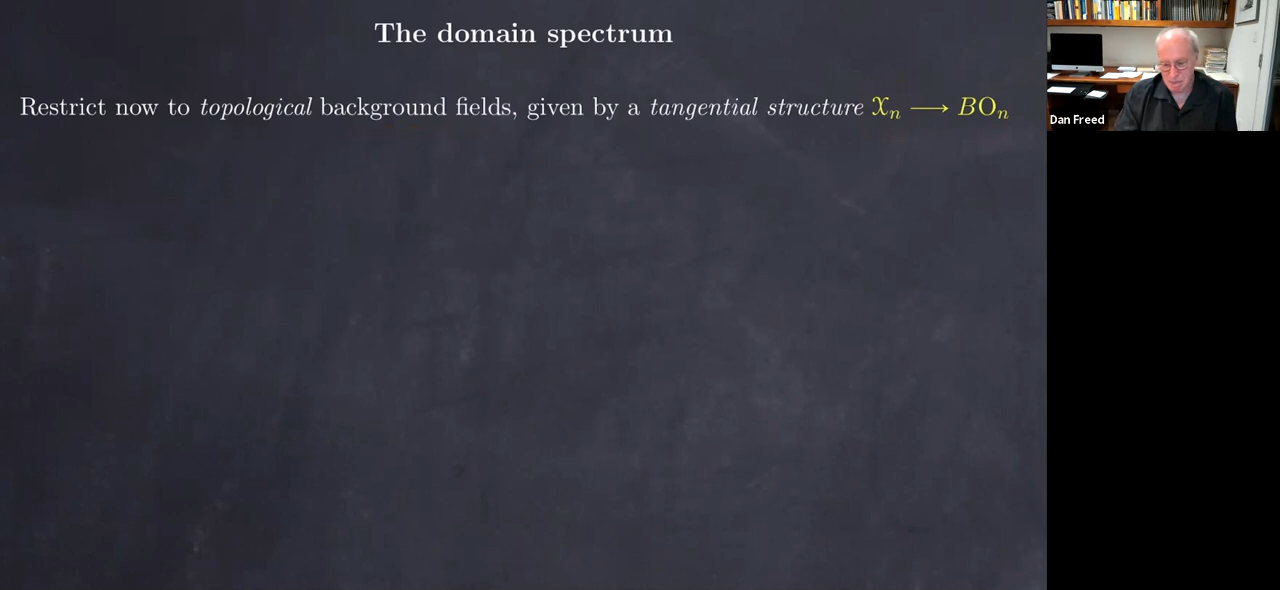 The domain spectrum
Restrict now to topological background fields, given by a tangential structure 𝒳ₙ ⟶ BOₙ
Dan Freed